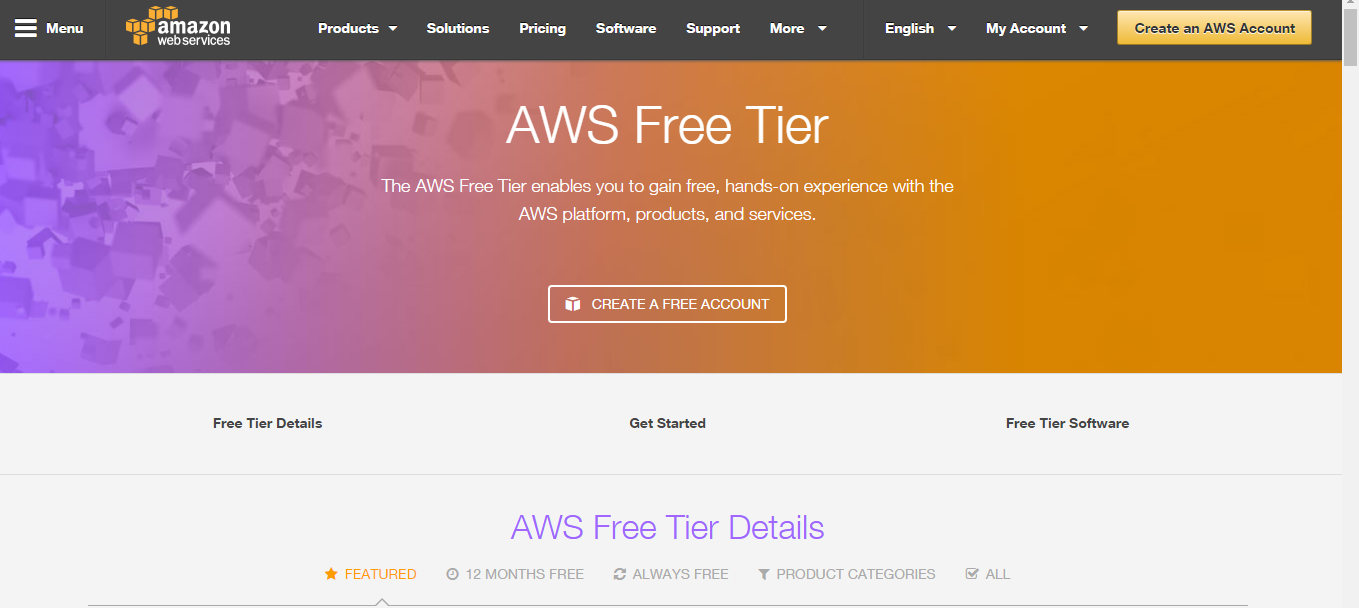 Menu
amazon
web services
Products
Solutions
Pricing
Software
Support
More
English
My Account
Create an AWS Account
AWS Free Tier
The AWS Free Tier enables you to gain free, hands-on experience with the
AWS platform, products, and services.
CREATE A FREE ACCOUNT
Free Tier Details
Get Started
Free Tier Software
AWS Free Tier Details
FEATURED
12 MONTHS FREE
ALWAYS FREE
PRODUCT CATEGORIES
ALL